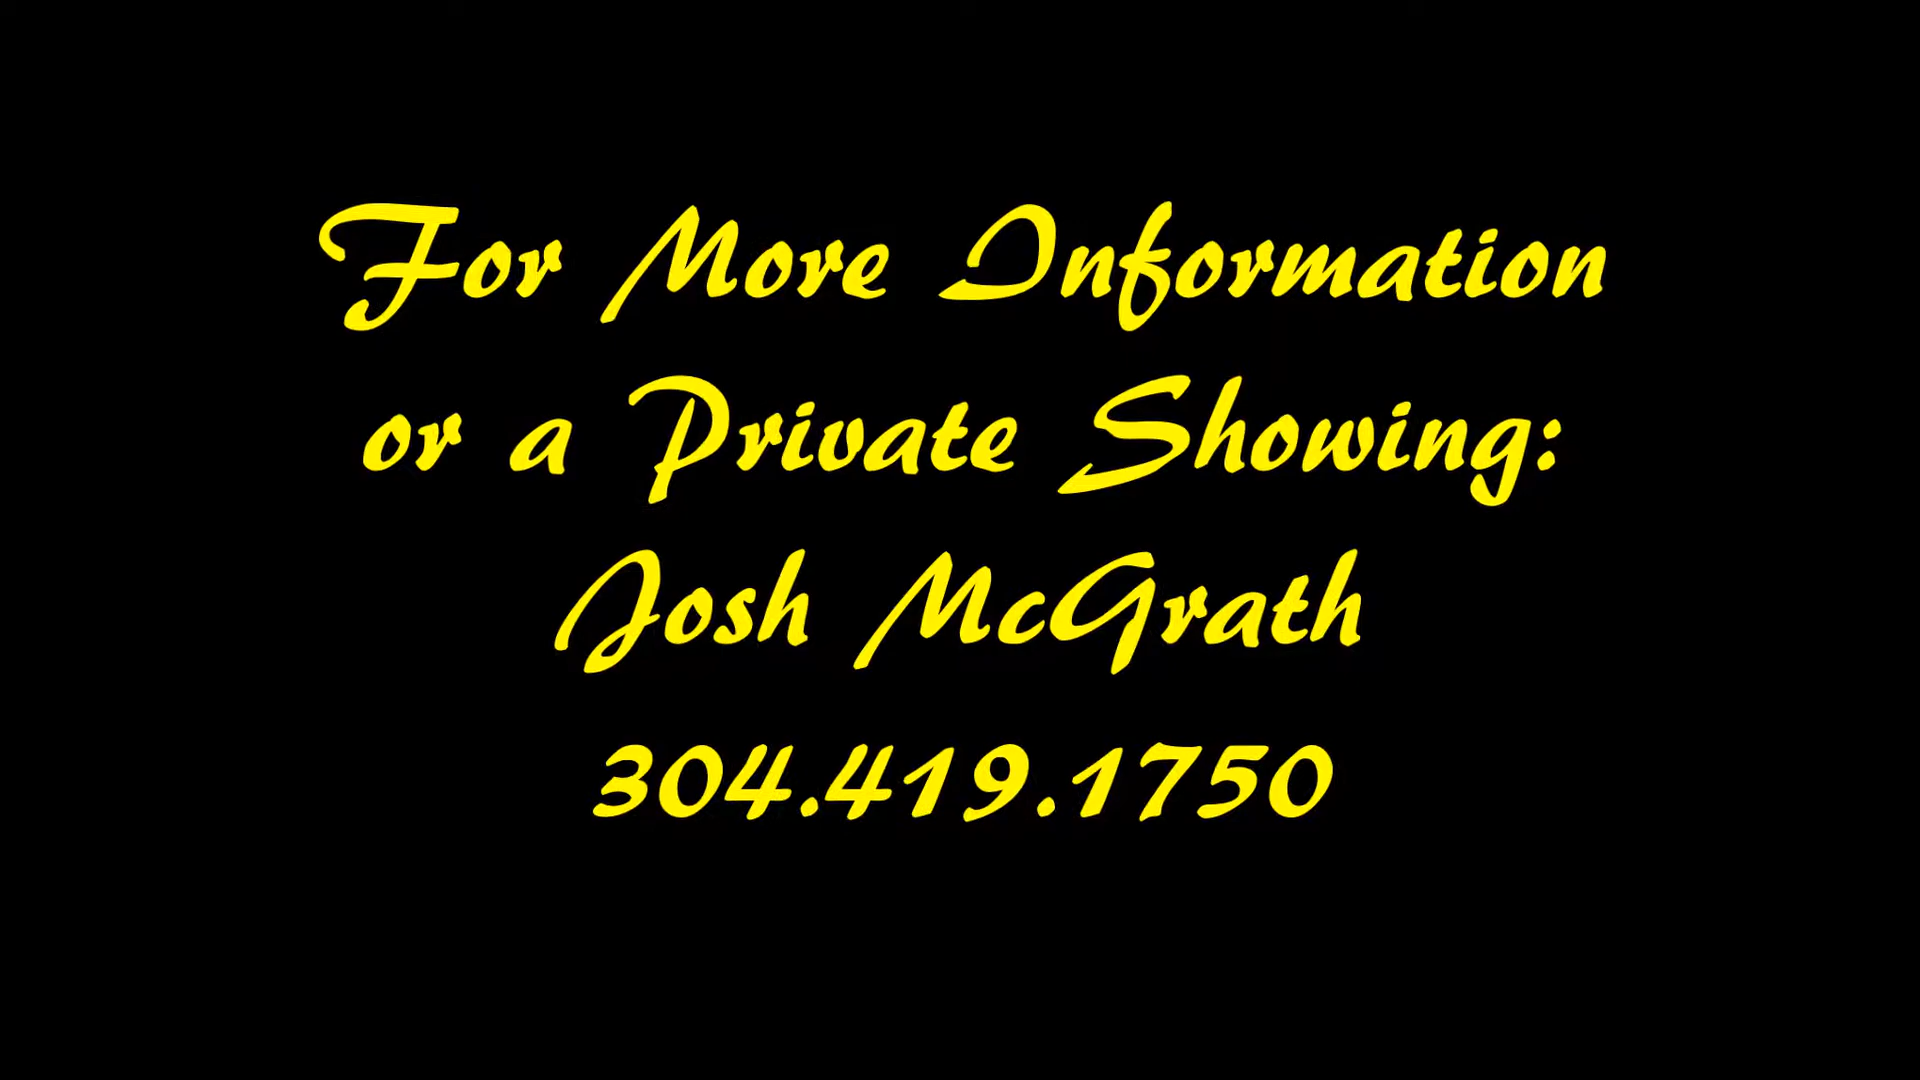 For More Information
or a Private Showing:
Josh McGrath
304.419.1750